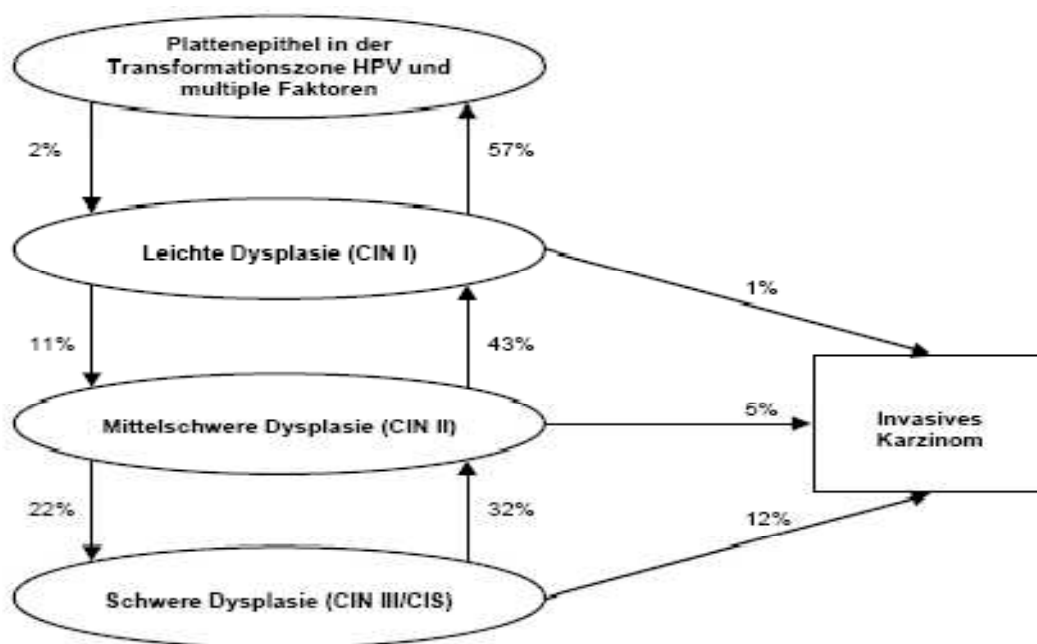 Plattenepithel in der
Transformationszone HPV und
multiple Faktoren
2%
57%
Leichte Dysplasie (CIN I)
1%
11%
43%
Mittelschwere Dysplasie (CIN II)
5%
Invasives
Karzinom
22%
32%
12%
Schwere Dysplasie (CIN III/CIS)